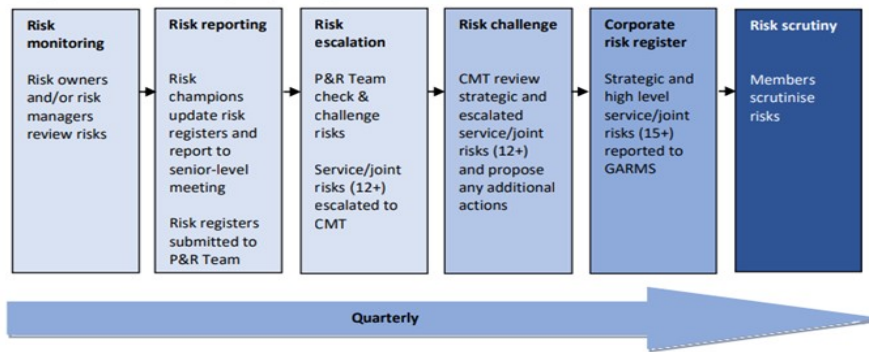 Risk
monitoring
Risk owners
and/or risk
managers
review risks
Risk reporting
Risk
champions
update risk
registers and
report to
senior-level
meeting
Risk registers
submitted to
P&R Team
Risk
escalation
P&R Team
check &
challenge
risks
Service/joint
risks (12+)
escalated to
CMT
Risk challenge
CMT review
strategic and
escalated
service/joint
risks (12+)
and propose
any additional
actions
Corporate
risk register
Strategic and
high level
service/joint
risks (15+)
reported to
GARMS
Risk scrutiny
Members
scrutinise
risks
Quarterly